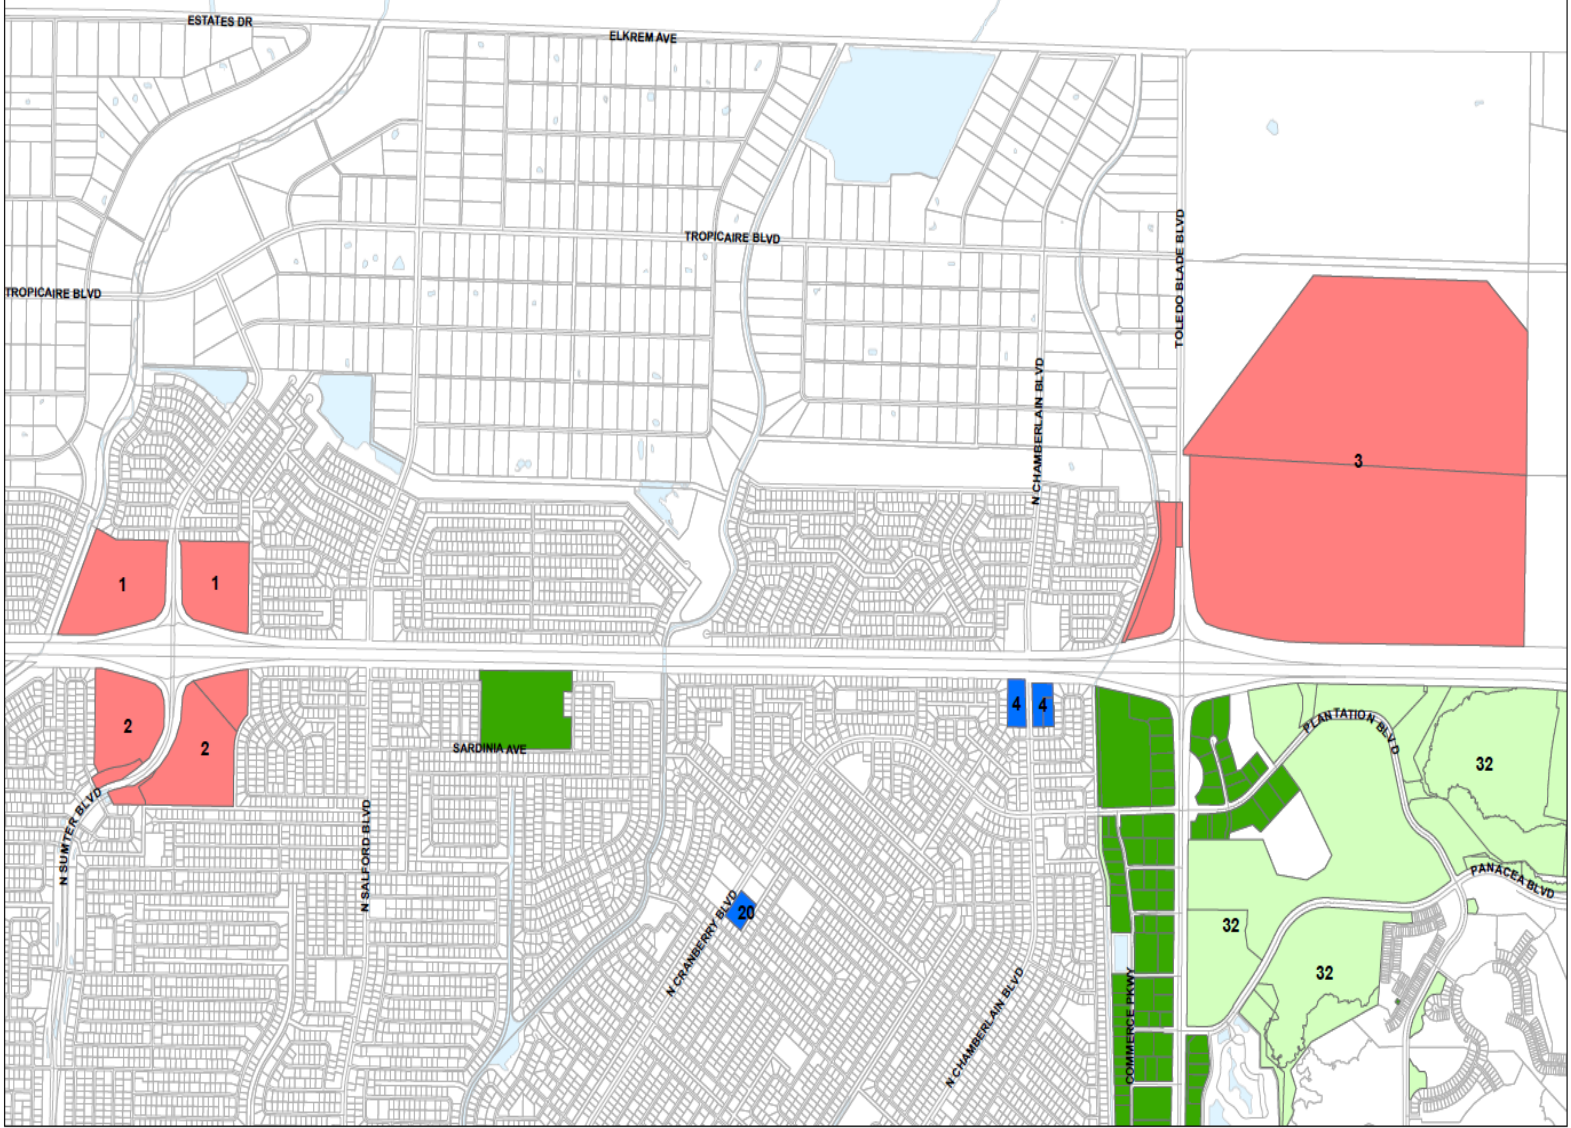 ESTATES DR
ELKREM AVE
TROPICAIRE BLVD
TOLEDO BLADE BLVD
TROPICAIRE BLVD
N CHAMBERLAIN BLVD
3
1
1
4
4
PLANTATION BLVD
2
2
SARDINIA AVE
32
N SUMTER BLVD
N SALFORD BLVD
PANACEA BLVD
20
N CRANBERRY BLVD
32
32
N CHAMBERLAIN BLVD
COMMERCE PKWY